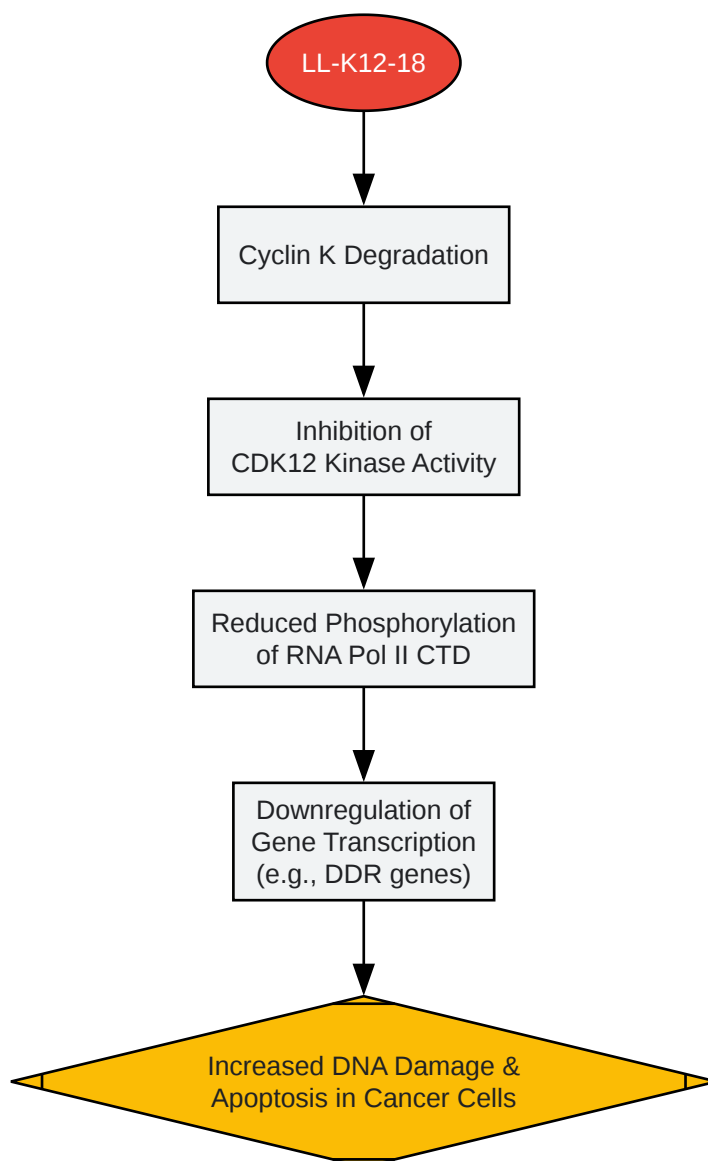 LL-K12-18
Cyclin K Degradation
Inhibition of
CDK12 Kinase Activity
Reduced Phosphorylation
of RNA Pol II CTD
Downregulation of
Gene Transcription
(e.g., DDR genes)
Increased DNA Damage &
Apoptosis in Cancer Cells